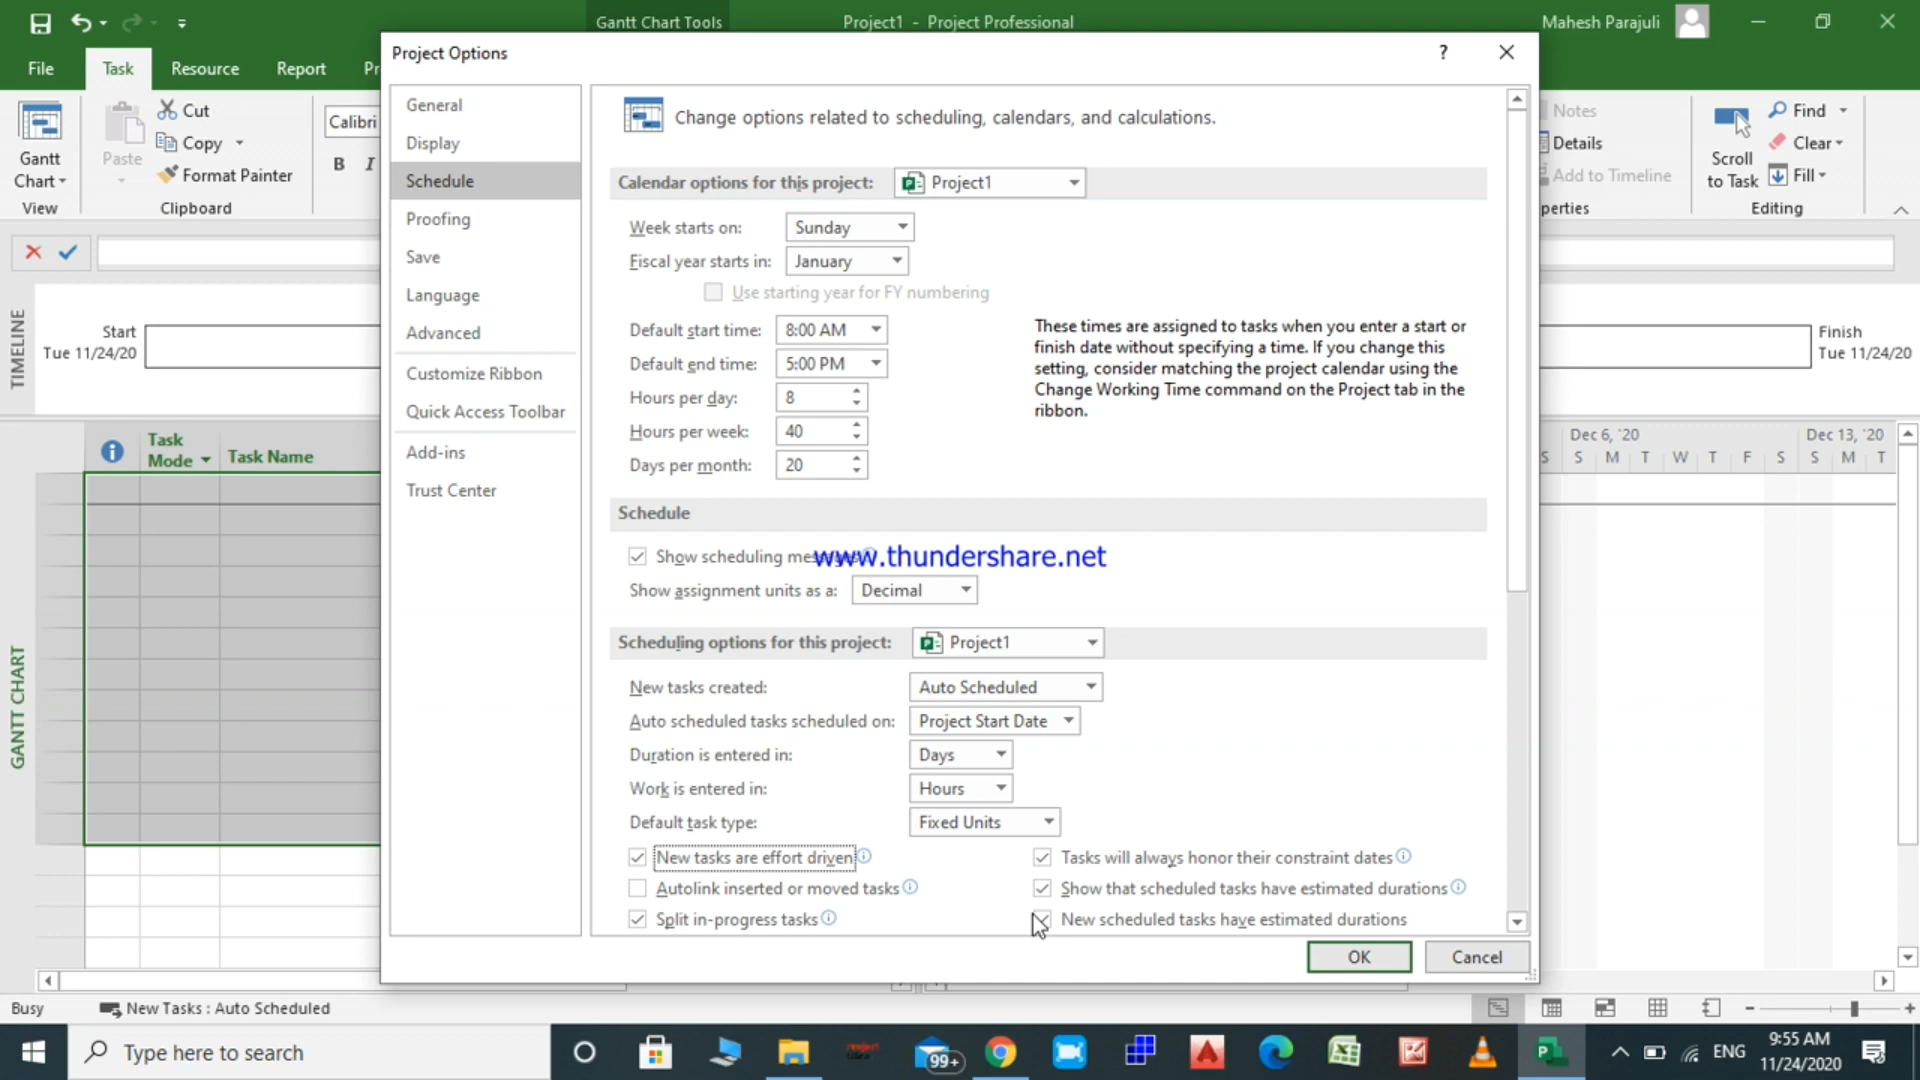 Gantt Chart Tools
Project1 - Project Professional
Mahesh Parajuli
File
Task
Resource
Report
Pr
Project Options
?
Gantt
Chart
View
Paste
Cut
Copy
Format Painter
Clipboard
Calibri
B I
Notes
Details
Add to Timeline
perties
Scroll
to Task
Find
Clear
Fill
Editing
General
Display
Schedule
Proofing
Save
Language
Advanced
Customize Ribbon
Quick Access Toolbar
Add-ins
Trust Center
Change options related to scheduling, calendars, and calculations.
Calendar options for this project: Project1
Week starts on: Sunday
Fiscal year starts in: January
Use starting year for FY numbering
Default start time: 8:00 AM
Default end time: 5:00 PM
Hours per day: 8
Hours per week: 40
Days per month: 20
These times are assigned to tasks when you enter a start or
finish date without specifying a time. If you change this
setting, consider matching the project calendar using the
Change Working Time command on the Project tab in the
ribbon.
Schedule
Show scheduling
www.thundershare.net
Show assignment units as a: Decimal
Scheduling options for this project: Project1
New tasks created: Auto Scheduled
Auto scheduled tasks scheduled on: Project Start Date
Duration is entered in: Days
Work is entered in: Hours
Default task type: Fixed Units
New tasks are effort driven
Tasks will always honor their constraint dates
Autolink inserted or moved tasks
Show that scheduled tasks have estimated durations
Split in-progress tasks
New scheduled tasks have estimated durations
OK
Cancel
TIMELINE
Start
Tue 11/24/20
Finish
Tue 11/24/20
GANTT CHART
Task
Mode
Task Name
Dec 6, '20
Dec 13, '20
S S M T W T F S S M T
Busy
New Tasks : Auto Scheduled
Type here to search
99+
ENG
9:55 AM
11/24/2020